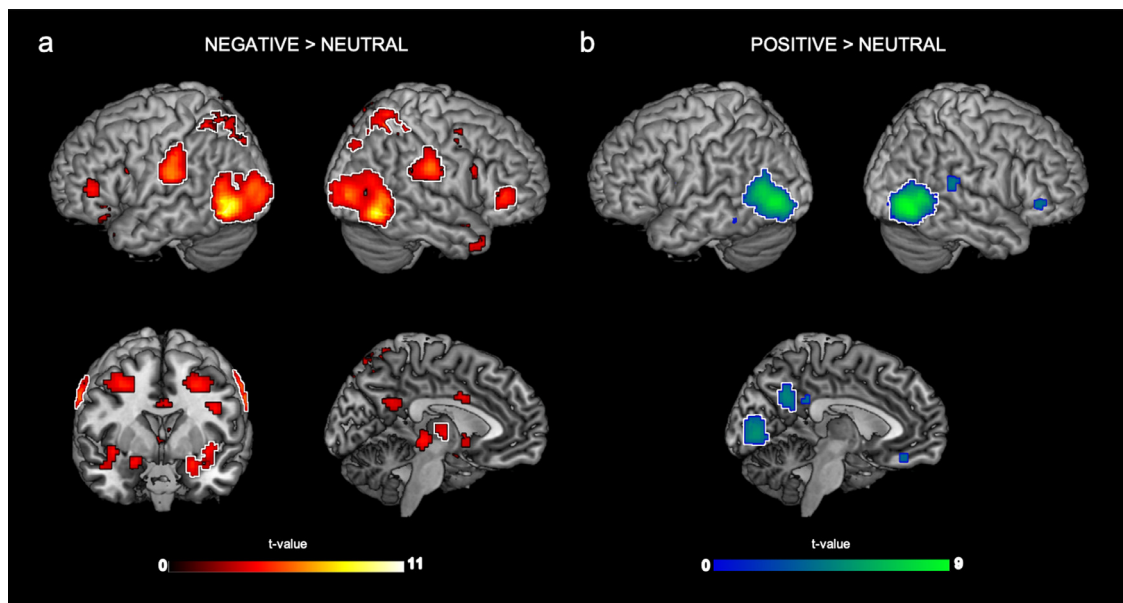 a NEGATIVE > NEUTRAL
b POSITIVE > NEUTRAL
t-value
0 11
t-value
0 9